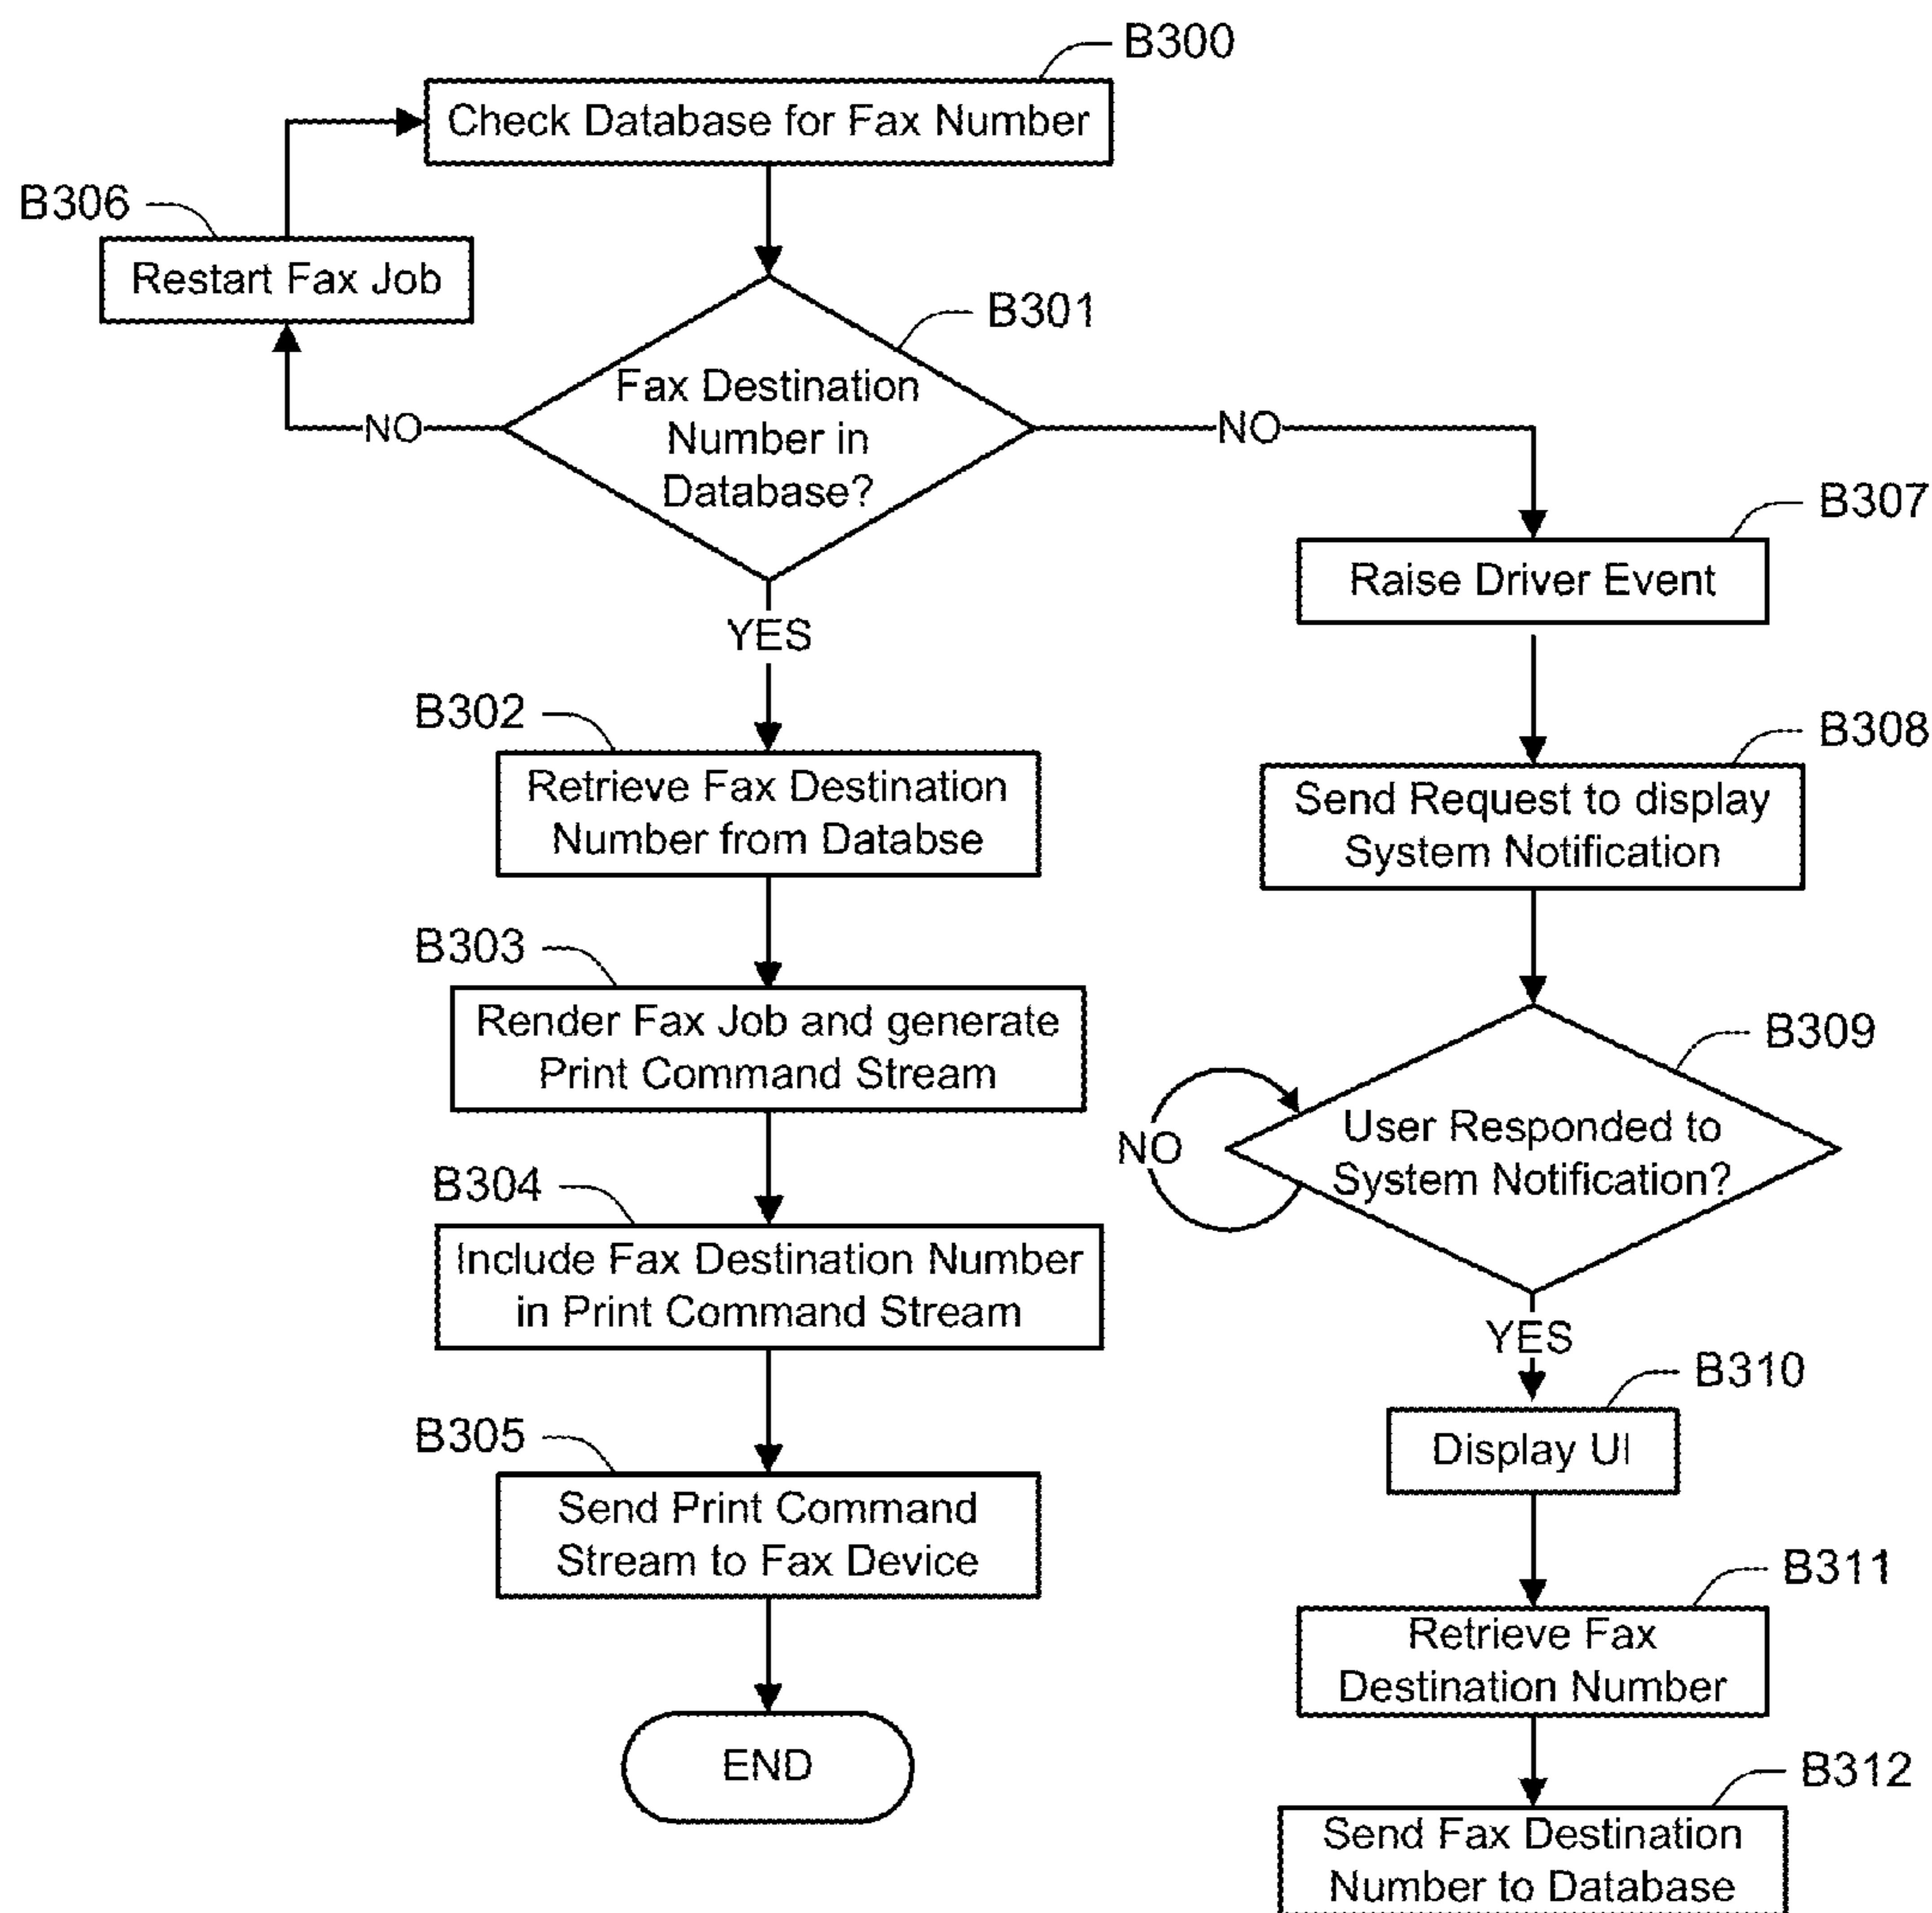 B300
Check Database for Fax Number
B306
Restart Fax Job
B301
Fax Destination
Number in
Database?
NO
NO
B307
Raise Driver Event
YES
B302
Retrieve Fax Destination
Number from Databse
B308
Send Request to display
System Notification
B303
Render Fax Job and generate
Print Command Stream
B309
User Responded to
System Notification?
NO
B304
Include Fax Destination Number
in Print Command Stream
YES
B310
Display UI
B305
Send Print Command
Stream to Fax Device
B311
Retrieve Fax
Destination Number
END
B312
Send Fax Destination
Number to Database